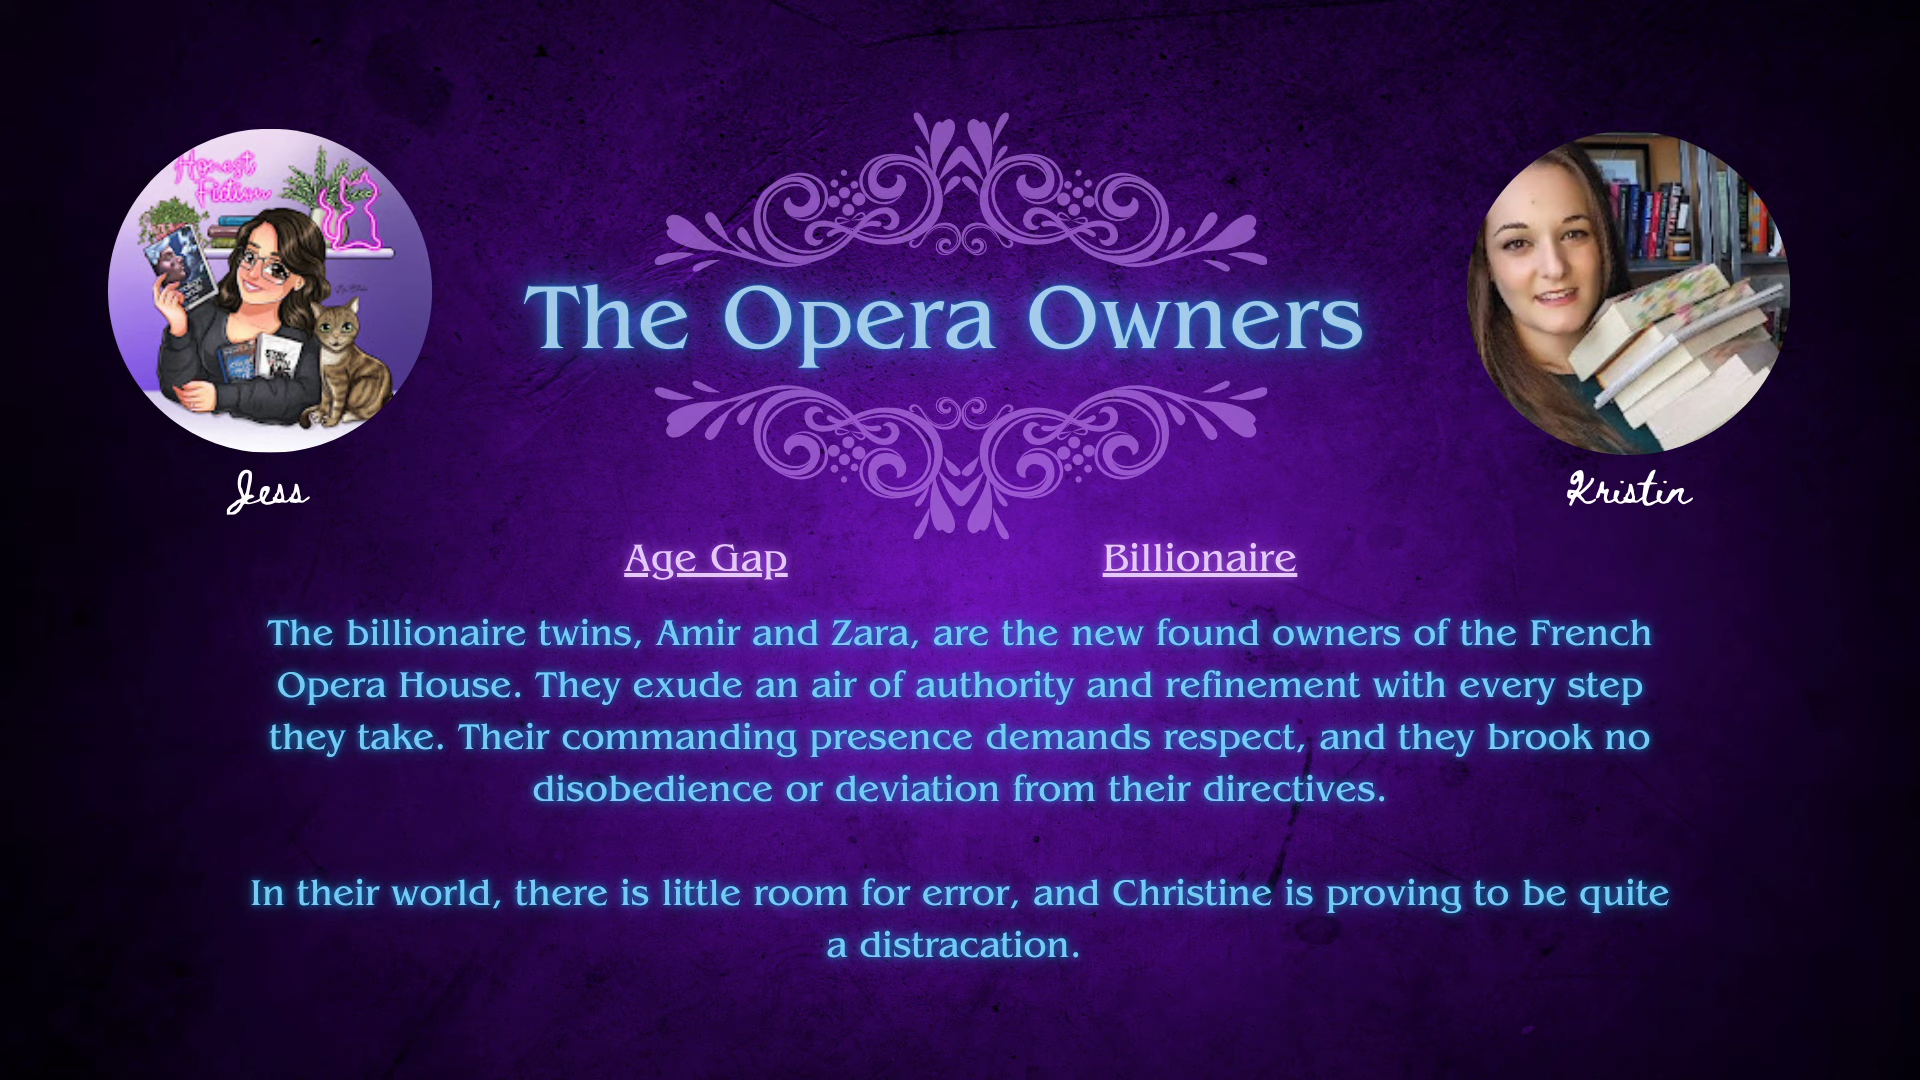 Honest
Fiction
The Opera Owners
Jess
Kristin
Age Gap
Billionaire
The billionaire twins, Amir and Zara, are the new found owners of the French
Opera House. They exude an air of authority and refinement with every step
they take. Their commanding presence demands respect, and they brook no
disobedience or deviation from their directives.
In their world, there is little room for error, and Christine is proving to be quite
a distracation.